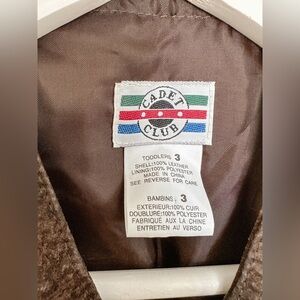 CADET
CLUB
TODDLERS 3
SHELL:100% LEATHER
LINING:100% POLYESTER
MADE IN CHINA
SEE REVERSE FOR CARE
BAMBINS: 3
EXTERIEUR:100% CUIR
DOUBLURE:100% POLYESTER
FABRIQUE AUX LA CHINE
ENTRETIEN AU VERSO